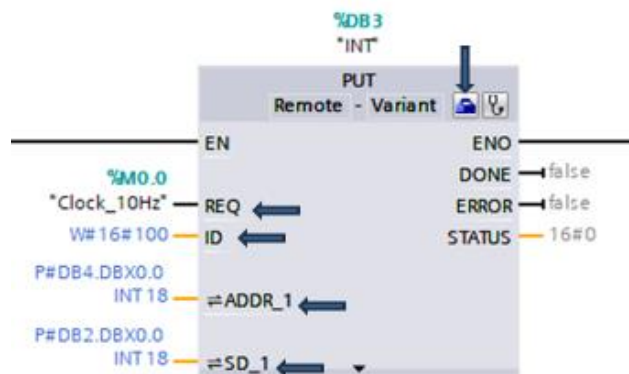 %DB3
"INT"
PUT
Remote - Variant
EN
ENO
DONE
false
%M0.0
"Clock_10Hz"
REQ
ERROR
false
W#16#100
ID
STATUS
16#0
P#DB4.DBX0.0
INT 18
ADDR_1
P#DB2.DBX0.0
INT 18
SD_1